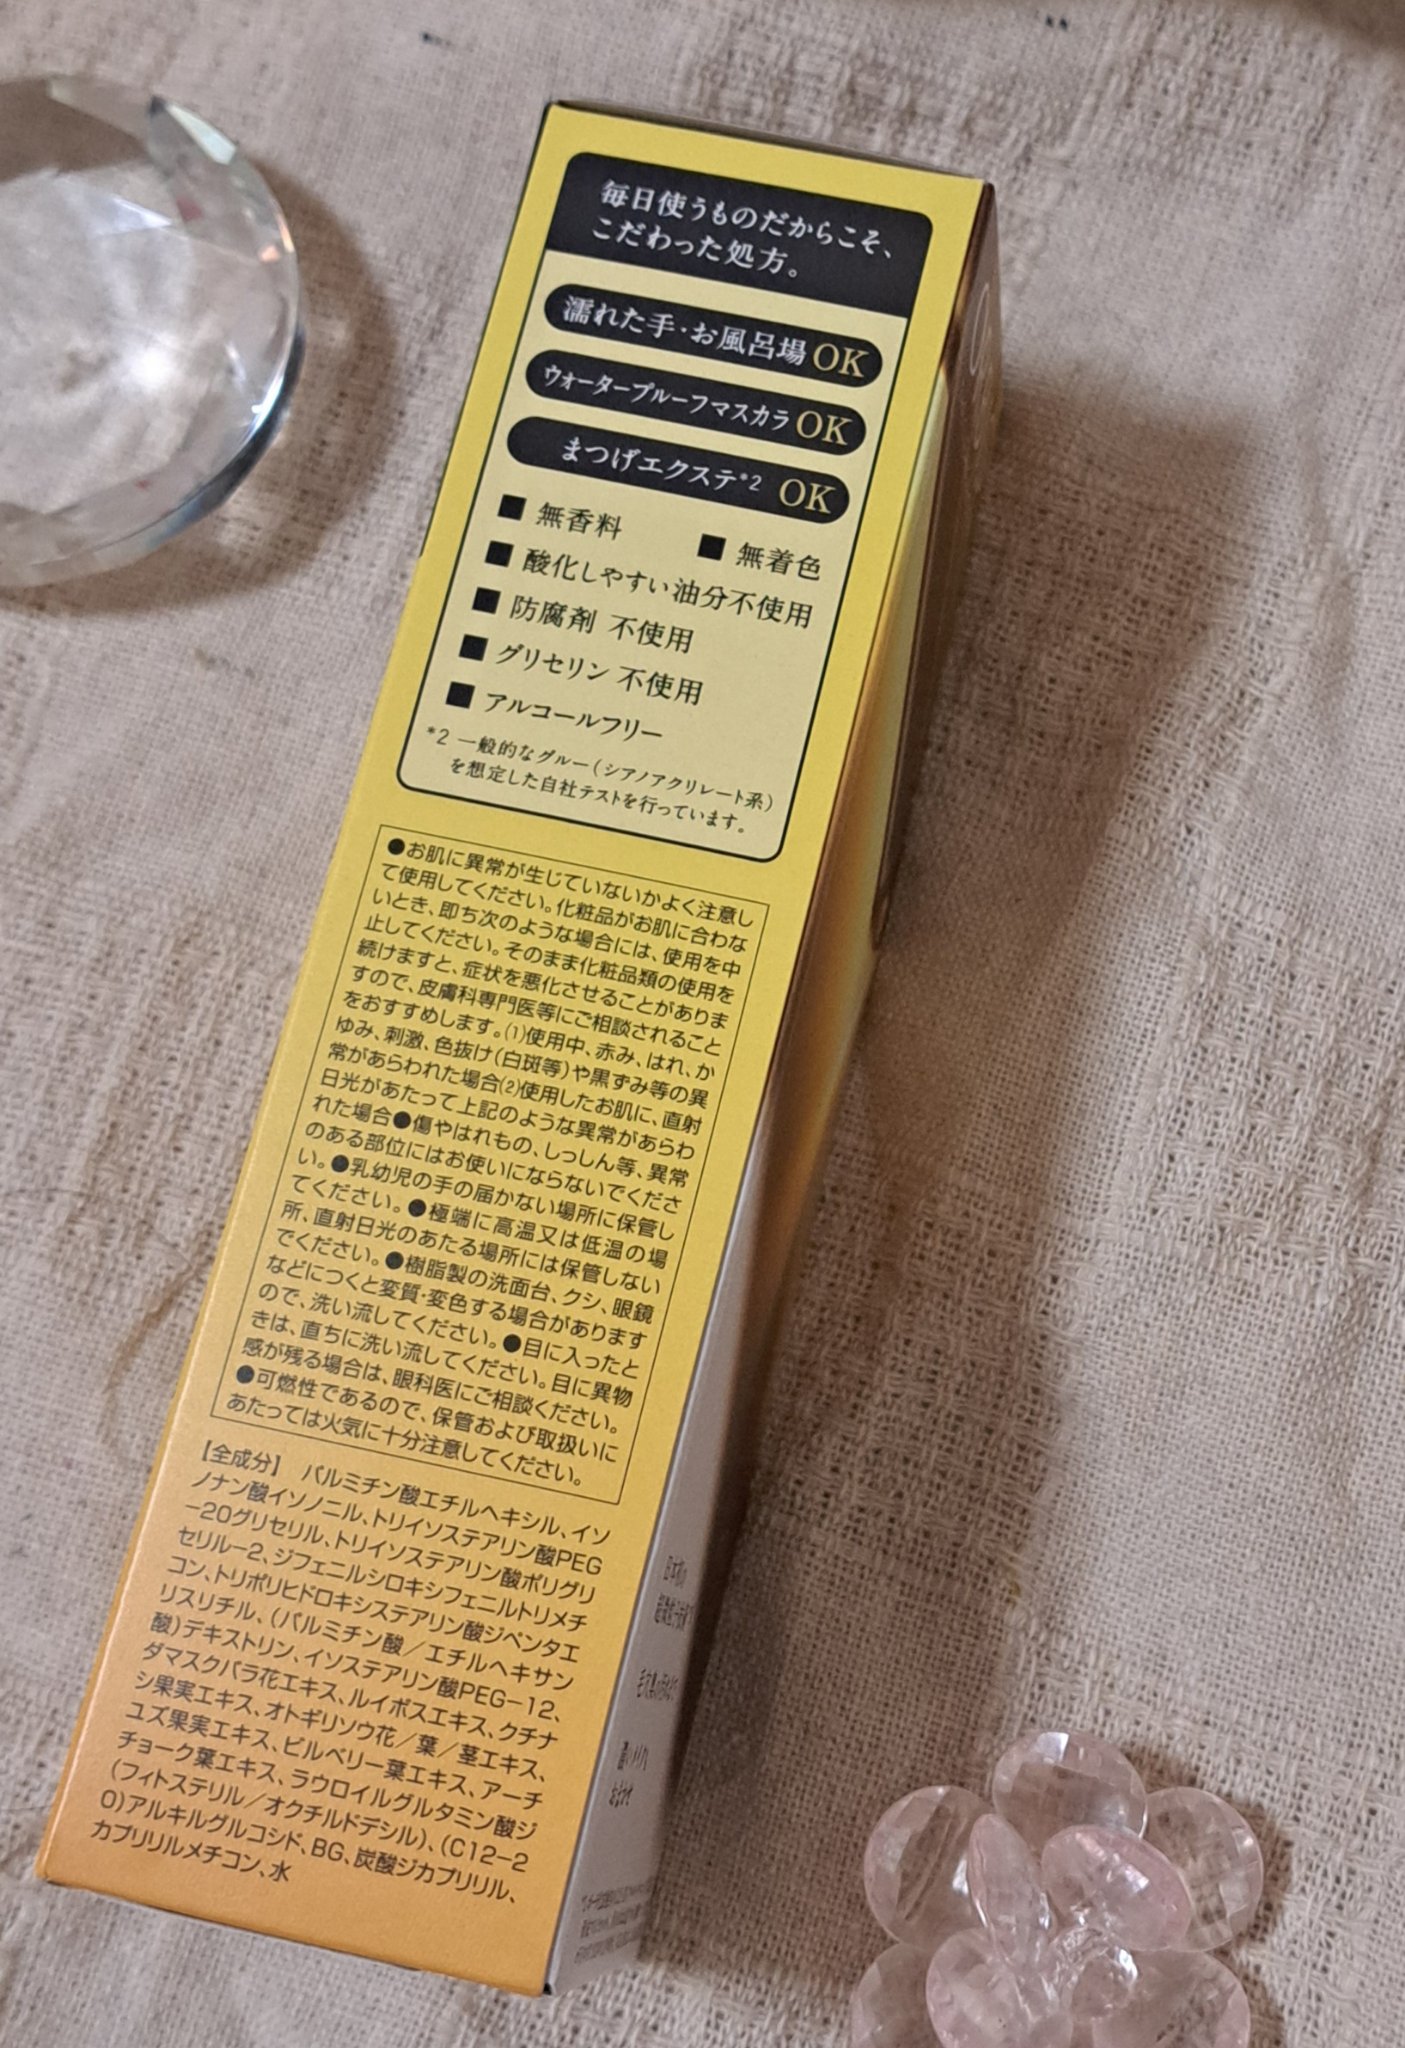 毎日使うものだからこそ、
こだわった処方。
濡れた手・お風呂場OK
ウォータープルーフマスカラOK
まつげエクステ*2 OK
■ 無香料 ■ 無着色
■ 酸化しやすい油分不使用
■ 防腐剤 不使用
■ グリセリン 不使用
■ アルコールフリー
*2 一般的なグルー(シアノアクリレート系)
を想定した自社テストを行っています。
●お肌に異常が生じていないかよく注意し
て使用してください。化粧品がお肌に合わな
いとき、即ち次のような場合には、使用を中
止してください。そのまま化粧品類の使用を
続けますと、症状を悪化させることがありま
すので、皮膚科専門医等にご相談されること
をおすすめします。(1)使用中、赤み、はれ、か
ゆみ、刺激、色抜け(白斑等)や黒ずみ等の異
常があらわれた場合(2)使用したお肌に、直射
日光があたって上記のような異常があらわ
れた場合●傷やはれもの、しっしん等、異常
のある部位にはお使いにならないでくださ
い。●乳幼児の手の届かない場所に保管し
てください。●極端に高温又は低温の場
所、直射日光のあたる場所には保管しない
でください。●樹脂製の洗面台、クシ、眼鏡
などにつくと変質・変色する場合があります
ので、洗い流してください。●目に入ったと
きは、直ちに洗い流してください。目に異物
感が残る場合は、眼科医にご相談ください。
●可燃性であるので、保管および取扱いに
あたっては火気に十分注意してください。
【全成分】 パルミチン酸エチルヘキシル、イソ
ノナン酸イソノニル、トリイソステアリン酸PEG
-20グリセリル、トリイソステアリン酸ポリグリ
セリル-2、ジフェニルシロキシフェニルトリメチ
コン、トリポリヒドロキシステアリン酸ジペンタエ
リスリチル、(パルミチン酸/エチルヘキサン
酸)デキストリン、イソステアリン酸PEG-12、
ダマスクバラ花エキス、ルイボスエキス、クチナ
シ果実エキス、オトギリソウ花/葉/茎エキス、
ユズ果実エキス、ビルベリー葉エキス、アーチ
チョーク葉エキス、ラウロイルグルタミン酸ジ
(フィトステリル/オクチルドデシル)、(C12-2
0)アルキルグルコシド、BG、炭酸ジカプリリル、
カプリリルメチコン、水